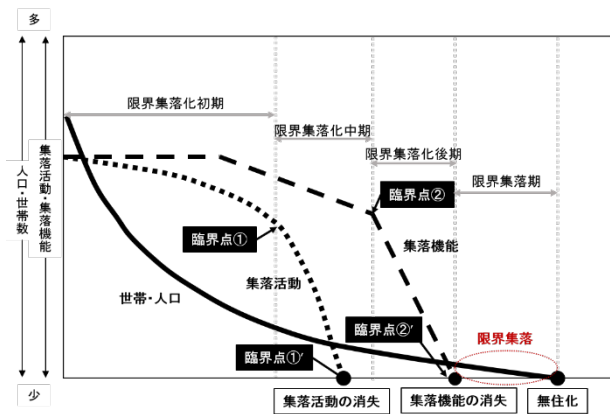 多
限界集落化初期
限界集落化中期
限界集落化後期
限界集落期
人口・世帯数
集落活動・集落機能
臨界点②
臨界点①
集落機能
集落活動
世帯・人口
臨界点②′
限界集落
臨界点①′
少
集落活動の消失
集落機能の消失
無住化